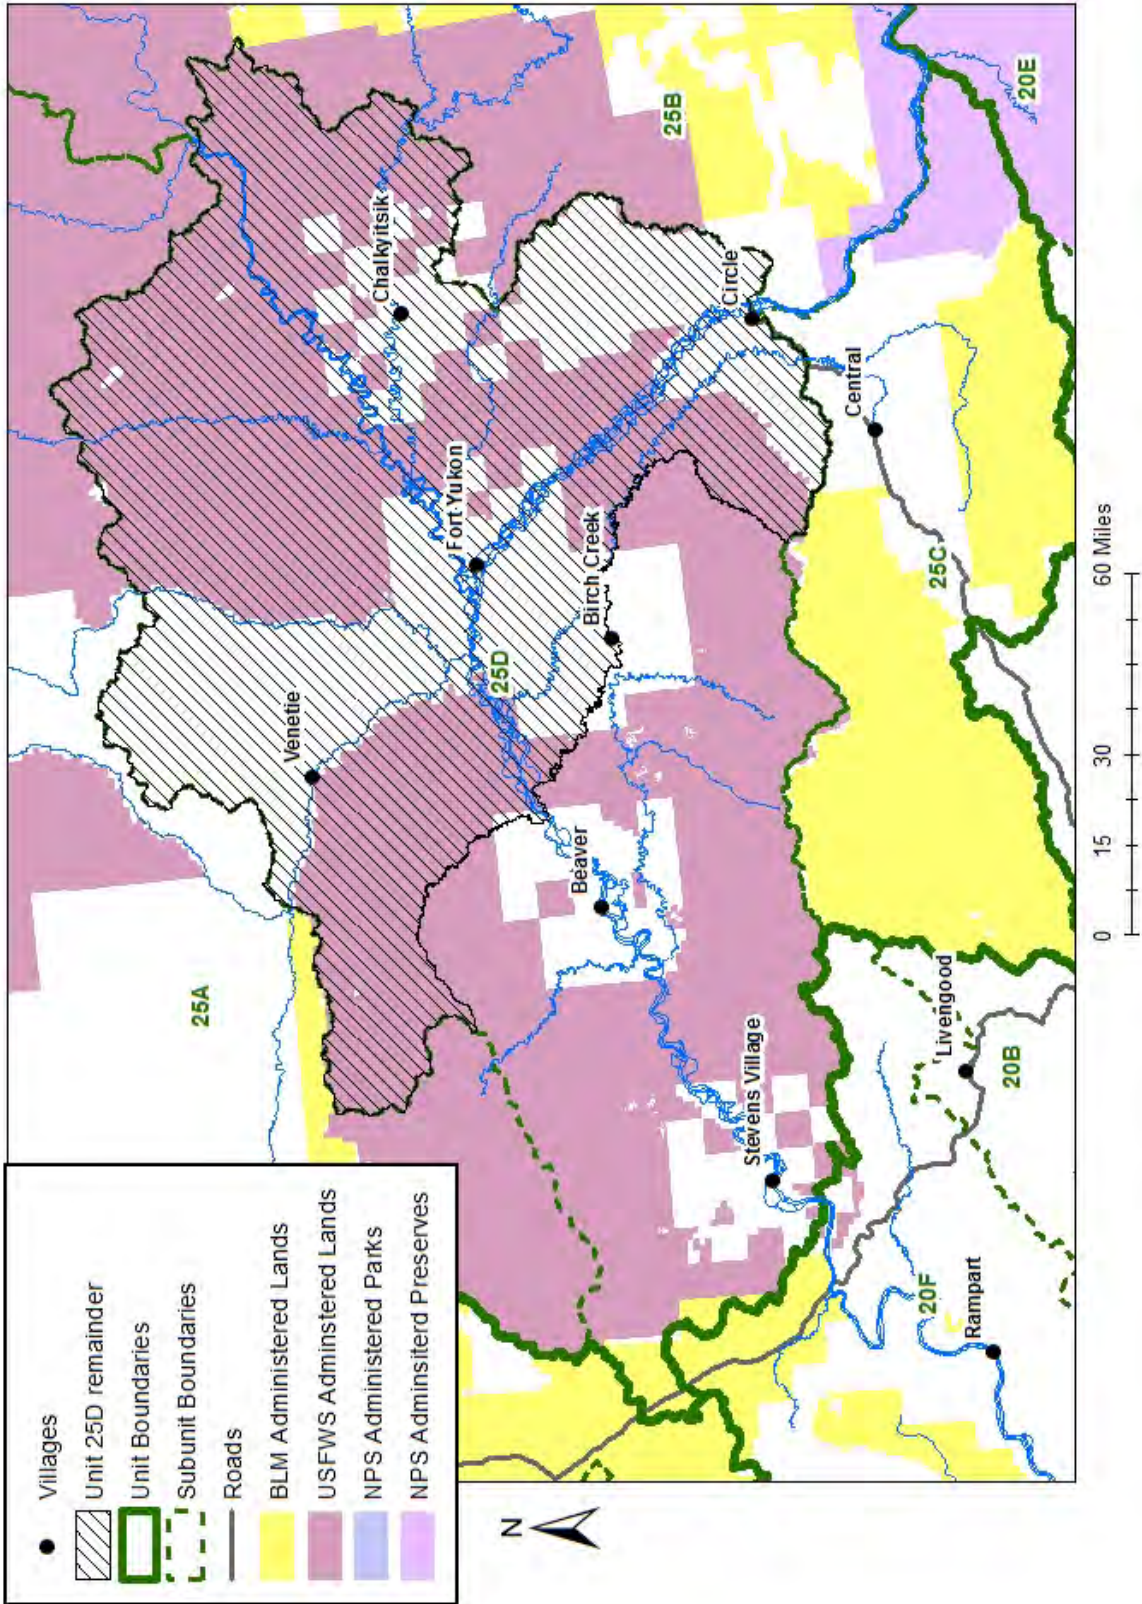 Villages
Unit 25D remainder
Unit Boundaries
Subunit Boundaries
Roads
BLM Administered Lands
USFWS Adminstered Lands
NPS Administered Parks
NPS Adminsiterd Preserves
N
25A
Venetie
Chalkyitsik
Fort Yukon
25D
25B
Birch Creek
Beaver
Circle
Stevens Village
Central
20E
25C
Livengood
20B
20F
Rampart
0
15
30
60 Miles